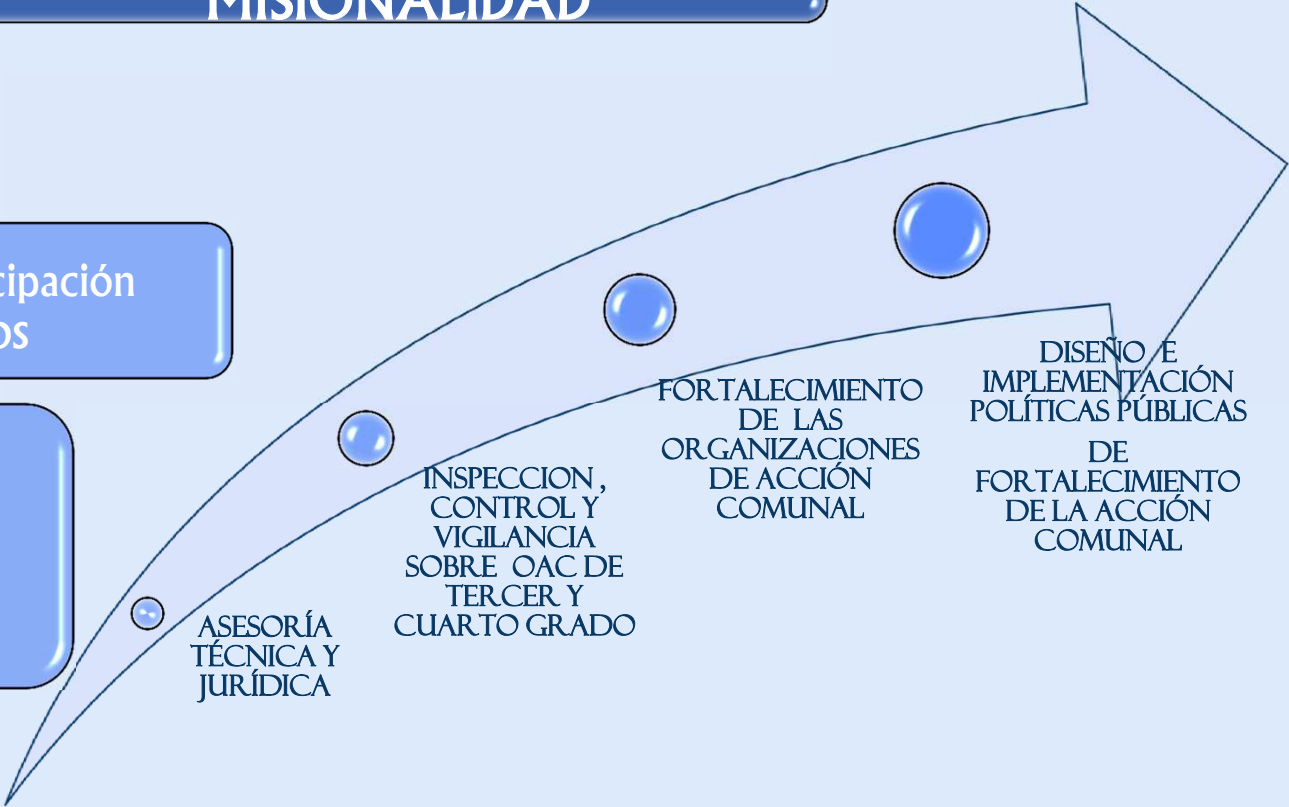 MISIONALIDAD
cipación
os
ASESORÍA
TÉCNICA Y
JURÍDICA
INSPECCION ,
CONTROL Y
VIGILANCIA
SOBRE OAC DE
TERCER Y
CUARTO GRADO
FORTALECIMIENTO
DE LAS
ORGANIZACIONES
DE ACCIÓN
COMUNAL
DISEÑO E
IMPLEMENTACIÓN
POLÍTICAS PÚBLICAS
DE
FORTALECIMIENTO
DE LA ACCIÓN
COMUNAL